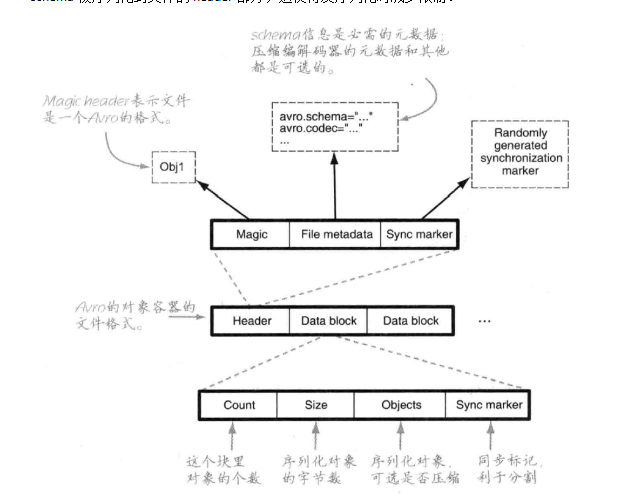 schema信息是必需的元数据;
压缩编解码器的元数据和其他
都是可选的。
Magic header表示文件
是一个Avro的格式。
avro.schema="..."
avro.codec="..."
...
Randomly
generated
synchronization
marker
Obj1
Magic
File metadata
Sync marker
Avro的对象容器的
文件格式。
Header
Data block
Data block
...
Count
Size
Objects
Sync marker
这个块里
对象的个数
序列化对象
的字节数
序列化对象,
可选是否压缩
同步标记,
利于分割